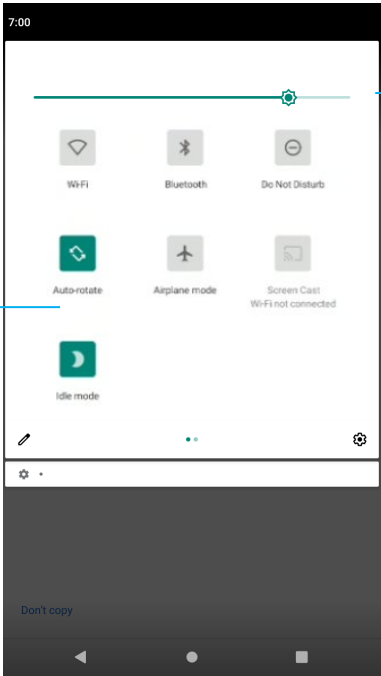 7:00
Wi-Fi
Bluetooth
Do Not Disturb
Auto-rotate
Airplane mode
Screen Cast
Wi-Fi not connected
Idle mode
Don't copy